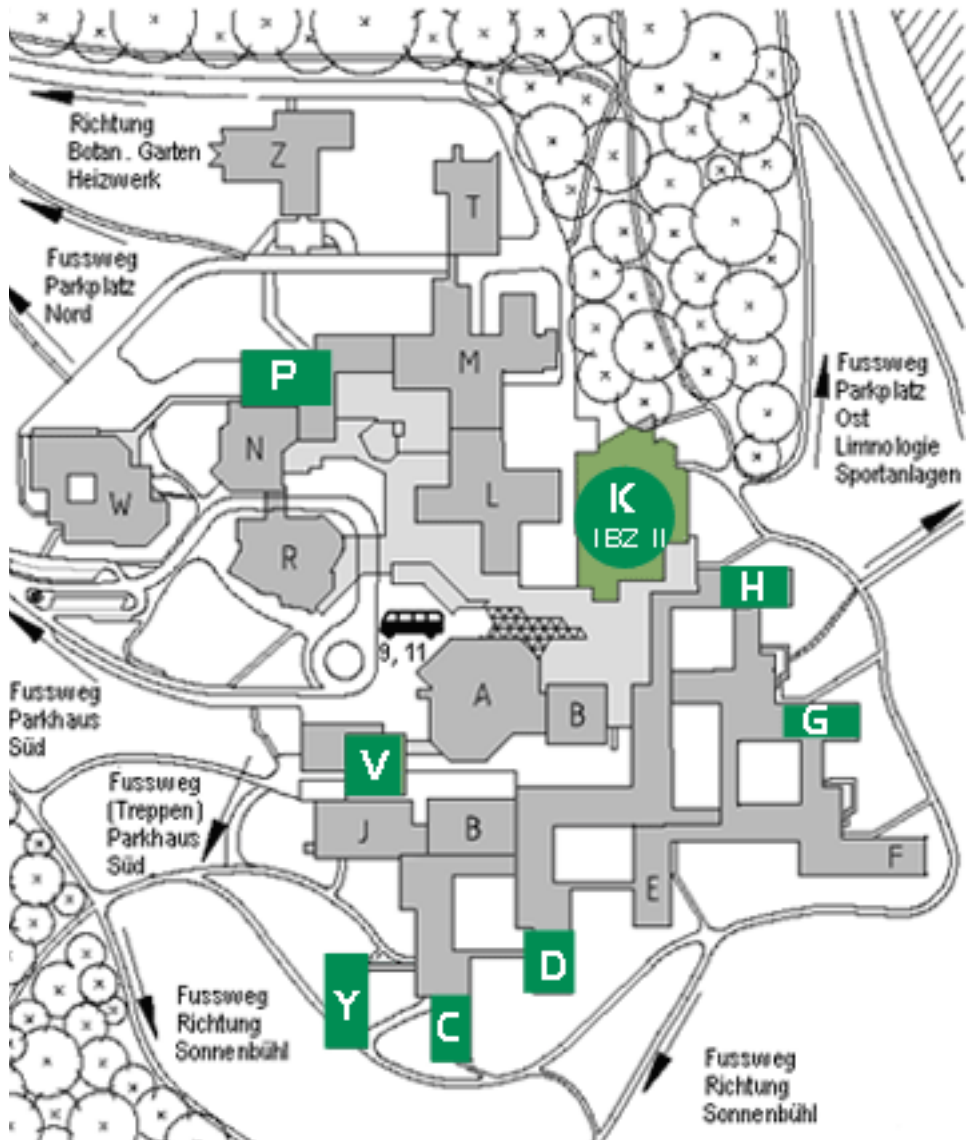 Richtung
Botan. Garten
Heizwerk
Z
T
Fussweg
Parkplatz
Nord
M
P
Fussweg
Parkplatz
Ost
Limnologie
Sportanlagen
N
W
L
K
IBZ II
R
H
9, 11
A
B
G
Fussweg
Parkhaus
Süd
V
Fussweg
(Treppen)
Parkhaus
Süd
J
B
F
E
D
Y
C
Fussweg
Richtung
Sonnenbühl
Fussweg
Richtung
Sonnenbühl